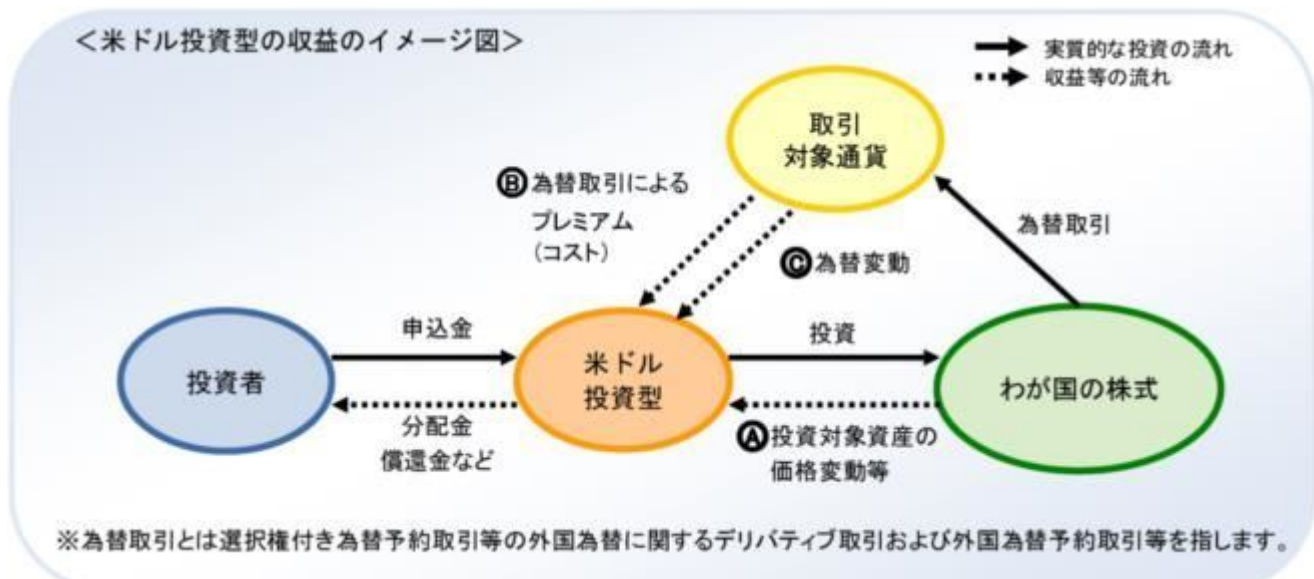 ＜米ドル投資型の収益のイメージ図＞
実質的な投資の流れ
収益等の流れ
取引
対象通貨
Ⓑ為替取引による
プレミアム
（コスト）
Ⓒ為替変動
為替取引
申込金
投資
投資者
米ドル
投資型
わが国の株式
分配金
償還金など
Ⓐ投資対象資産の
価格変動等
※為替取引とは選択権付き為替予約取引等の外国為替に関するデリバティブ取引および外国為替予約取引等を指します。